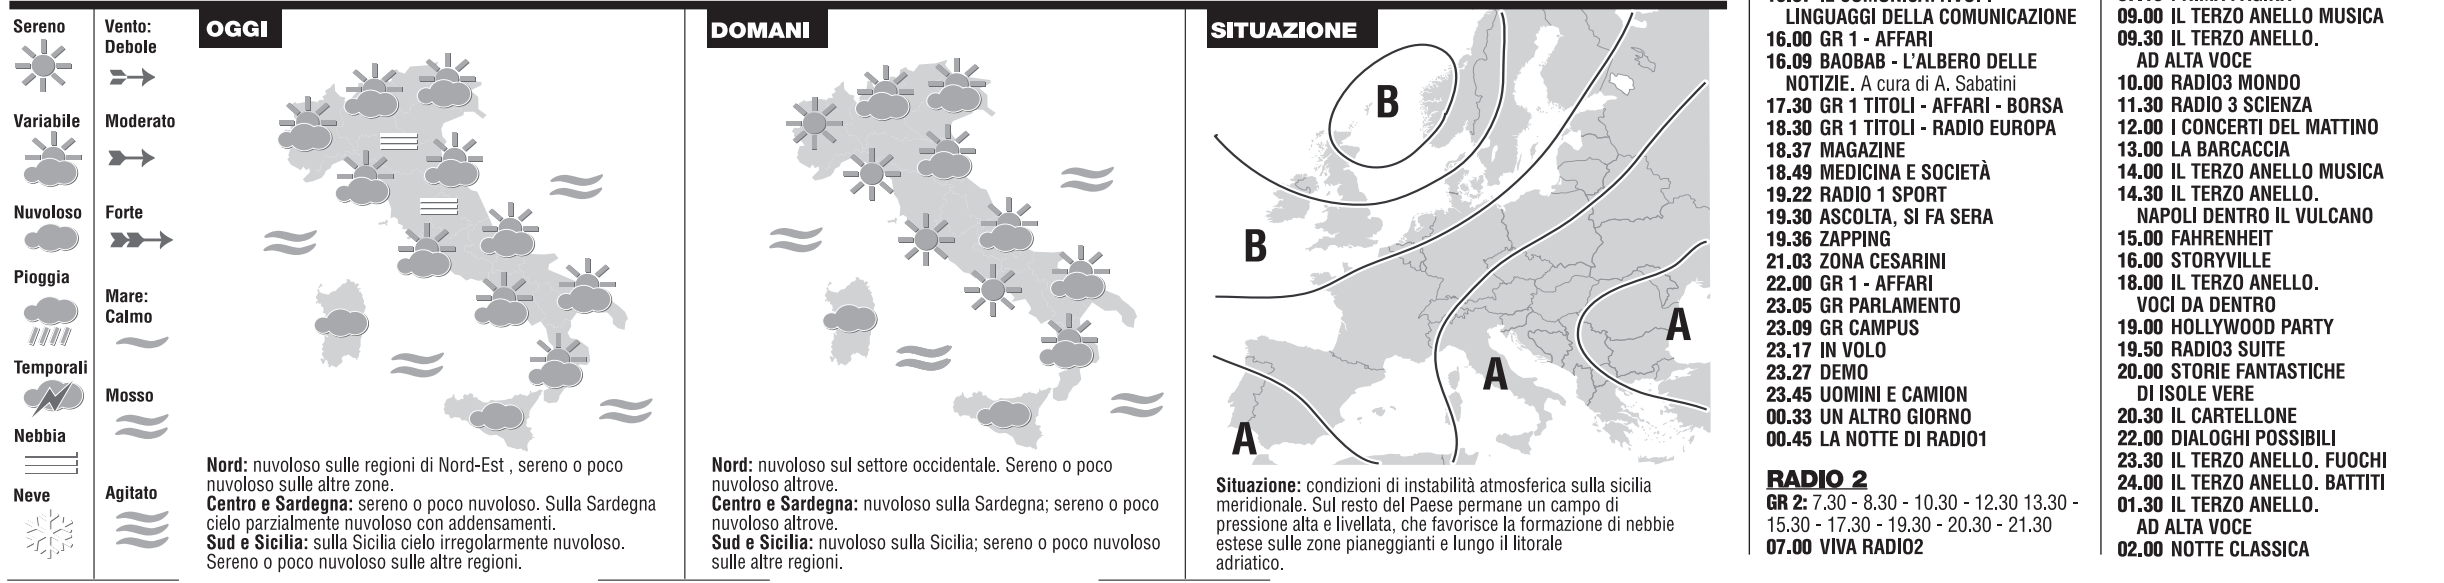 Sereno
Variabile
Nuvoloso
Pioggia
Temporali
Nebbia
Neve
Vento:
Debole
Moderato
Forte
Mare:
Calmo
Mosso
Agitato
OGGI
Nord: nuvoloso sulle regioni di Nord-Est , sereno o poco
nuvoloso sulle altre zone.
Centro e Sardegna: sereno o poco nuvoloso. Sulla Sardegna
cielo parzialmente nuvoloso con addensamenti.
Sud e Sicilia: sulla Sicilia cielo irregolarmente nuvoloso.
Sereno o poco nuvoloso sulle altre regioni.
DOMANI
Nord: nuvoloso sul settore occidentale. Sereno o poco
nuvoloso altrove.
Centro e Sardegna: nuvoloso sulla Sardegna; sereno o poco
nuvoloso altrove.
Sud e Sicilia: nuvoloso sulla Sicilia; sereno o poco nuvoloso
sulle altre regioni.
SITUAZIONE
B
B
A
A
A
Situazione: condizioni di instabilità atmosferica sulla sicilia
meridionale. Sul resto del Paese permane un campo di
pressione alta e livellata, che favorisce la formazione di nebbie
estese sulle zone pianeggianti e lungo il litorale
adriatico.
LINGUAGGI DELLA COMUNICAZIONE
16.00 GR 1 - AFFARI
16.09 BAOBAB - L'ALBERO DELLE
NOTIZIE. A cura di A. Sabatini
17.30 GR 1 TITOLI - AFFARI - BORSA
18.30 GR 1 TITOLI - RADIO EUROPA
18.37 MAGAZINE
18.49 MEDICINA E SOCIETÀ
19.22 RADIO 1 SPORT
19.30 ASCOLTA, SI FA SERA
19.36 ZAPPING
21.03 ZONA CESARINI
22.00 GR 1 - AFFARI
23.05 GR PARLAMENTO
23.09 GR CAMPUS
23.17 IN VOLO
23.27 DEMO
23.45 UOMINI E CAMION
00.33 UN ALTRO GIORNO
00.45 LA NOTTE DI RADIO1
RADIO 2
GR 2: 7.30 - 8.30 - 10.30 - 12.30 13.30 -
15.30 - 17.30 - 19.30 - 20.30 - 21.30
07.00 VIVA RADIO2
09.00 IL TERZO ANELLO MUSICA
09.30 IL TERZO ANELLO.
AD ALTA VOCE
10.00 RADIO3 MONDO
11.30 RADIO 3 SCIENZA
12.00 I CONCERTI DEL MATTINO
13.00 LA BARCACCIA
14.00 IL TERZO ANELLO MUSICA
14.30 IL TERZO ANELLO.
NAPOLI DENTRO IL VULCANO
15.00 FAHRENHEIT
16.00 STORYVILLE
18.00 IL TERZO ANELLO.
VOCI DA DENTRO
19.00 HOLLYWOOD PARTY
19.50 RADIO3 SUITE
20.00 STORIE FANTASTICHE
DI ISOLE VERE
20.30 IL CARTELLONE
22.00 DIALOGHI POSSIBILI
23.30 IL TERZO ANELLO. FUOCHI
24.00 IL TERZO ANELLO. BATTITI
01.30 IL TERZO ANELLO.
AD ALTA VOCE
02.00 NOTTE CLASSICA